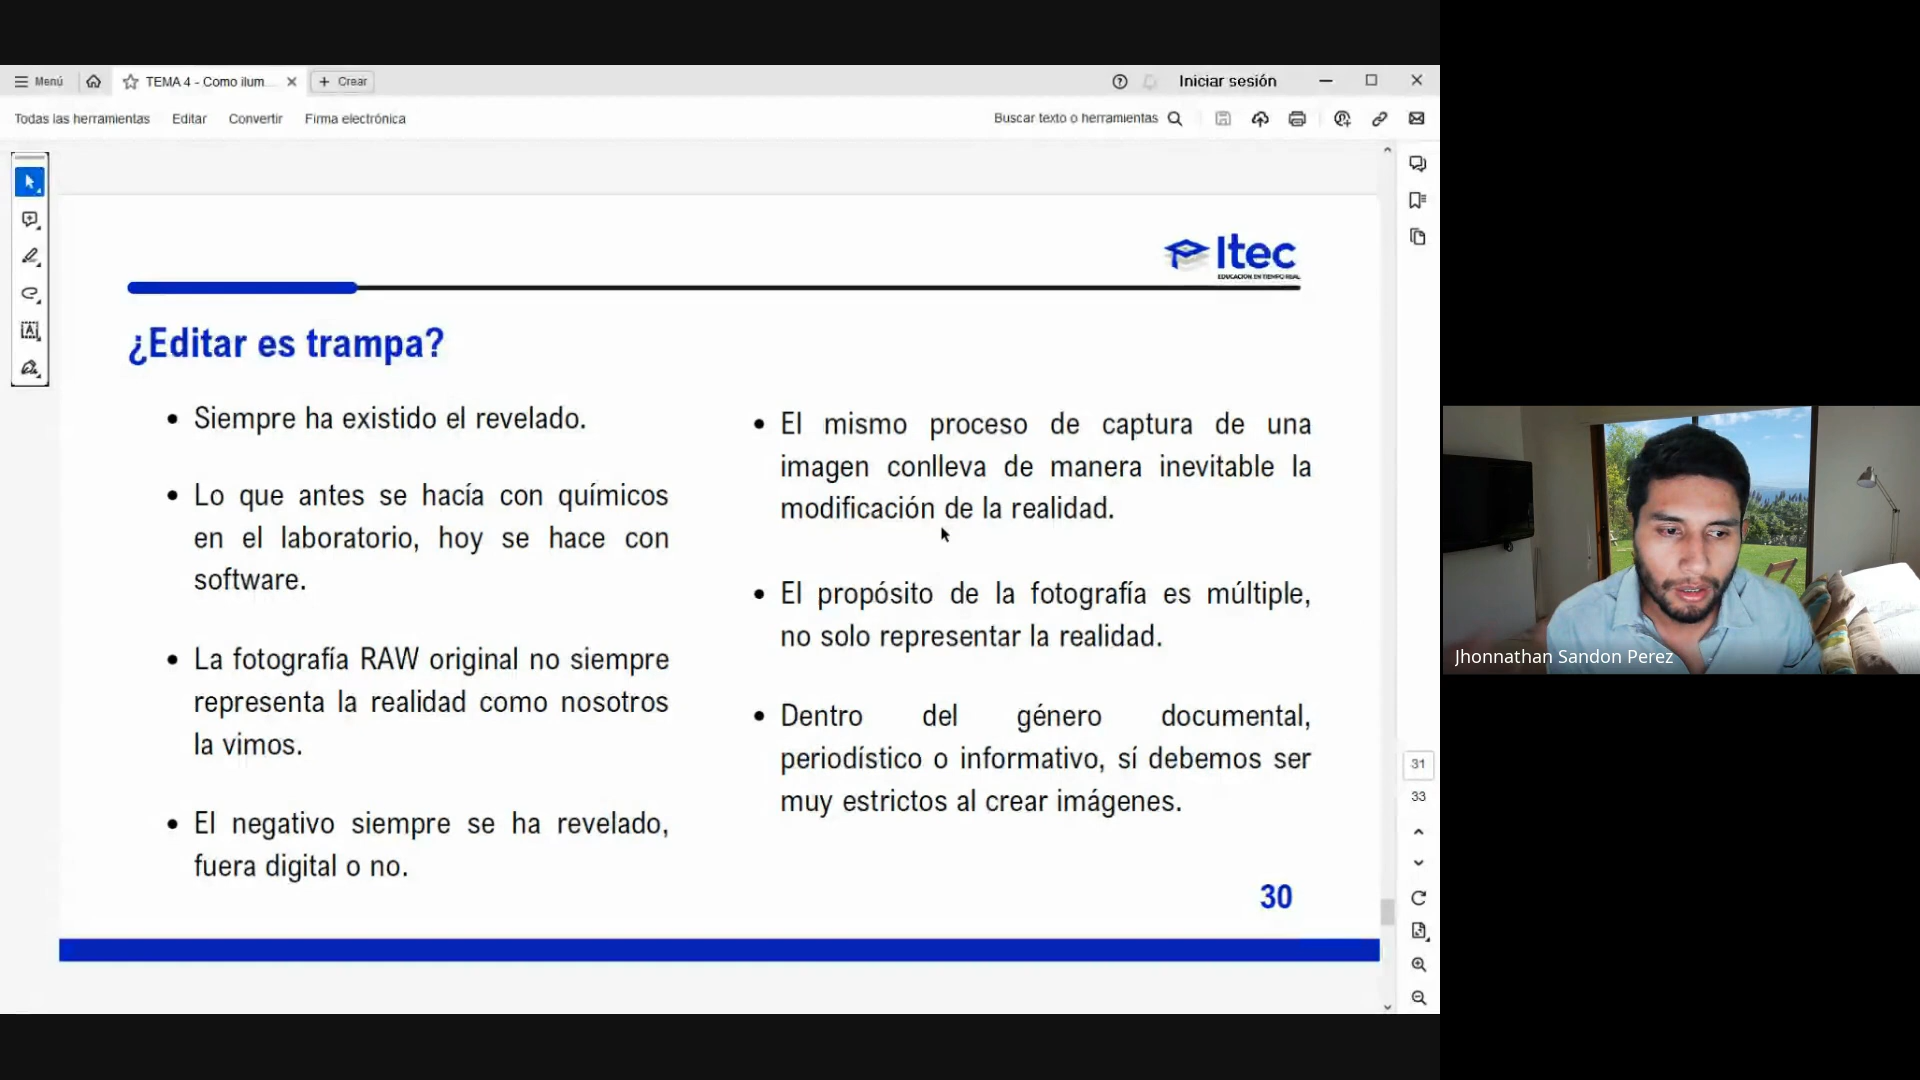 Menú
TEMA 4 - Como ilum...
Crear
Iniciar sesión
Todas las herramientas
Editar
Convertir
Firma electrónica
Buscar texto o herramientas
Itec
EDUCACIÓN EN TIEMPO REAL
¿Editar es trampa?
• Siempre ha existido el revelado.
• Lo que antes se hacía con químicos
en el laboratorio, hoy se hace con
software.
• La fotografía RAW original no siempre
representa la realidad como nosotros
la vimos.
• El negativo siempre se ha revelado,
fuera digital o no.
• El mismo proceso de captura de una
imagen conlleva de manera inevitable la
modificación de la realidad.
• El propósito de la fotografía es múltiple,
no solo representar la realidad.
• Dentro del género documental,
periodístico o informativo, sí debemos ser
muy estrictos al crear imágenes.
30
31
33
Jhonnathan Sandon Perez